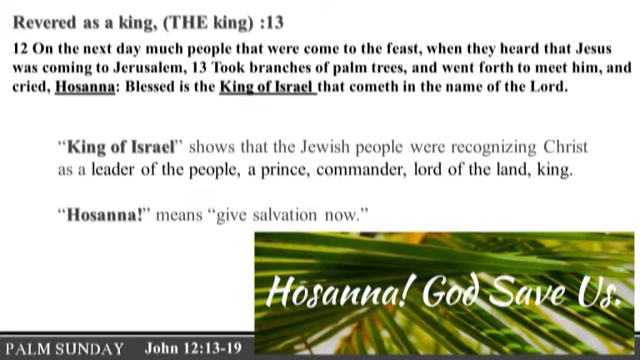 Revered as a king, (THE king) :13
12 On the next day much people that were come to the feast, when they heard that Jesus
was coming to Jerusalem, 13 Took branches of palm trees, and went forth to meet him, and
cried, Hosanna: Blessed is the King of Israel that cometh in the name of the Lord.
“King of Israel” shows that the Jewish people were recognizing Christ
as a leader of the people, a prince, commander, lord of the land, king.
“Hosanna!” means “give salvation now.”
Hosanna! God Save Us.
PALM SUNDAY John 12:13-19